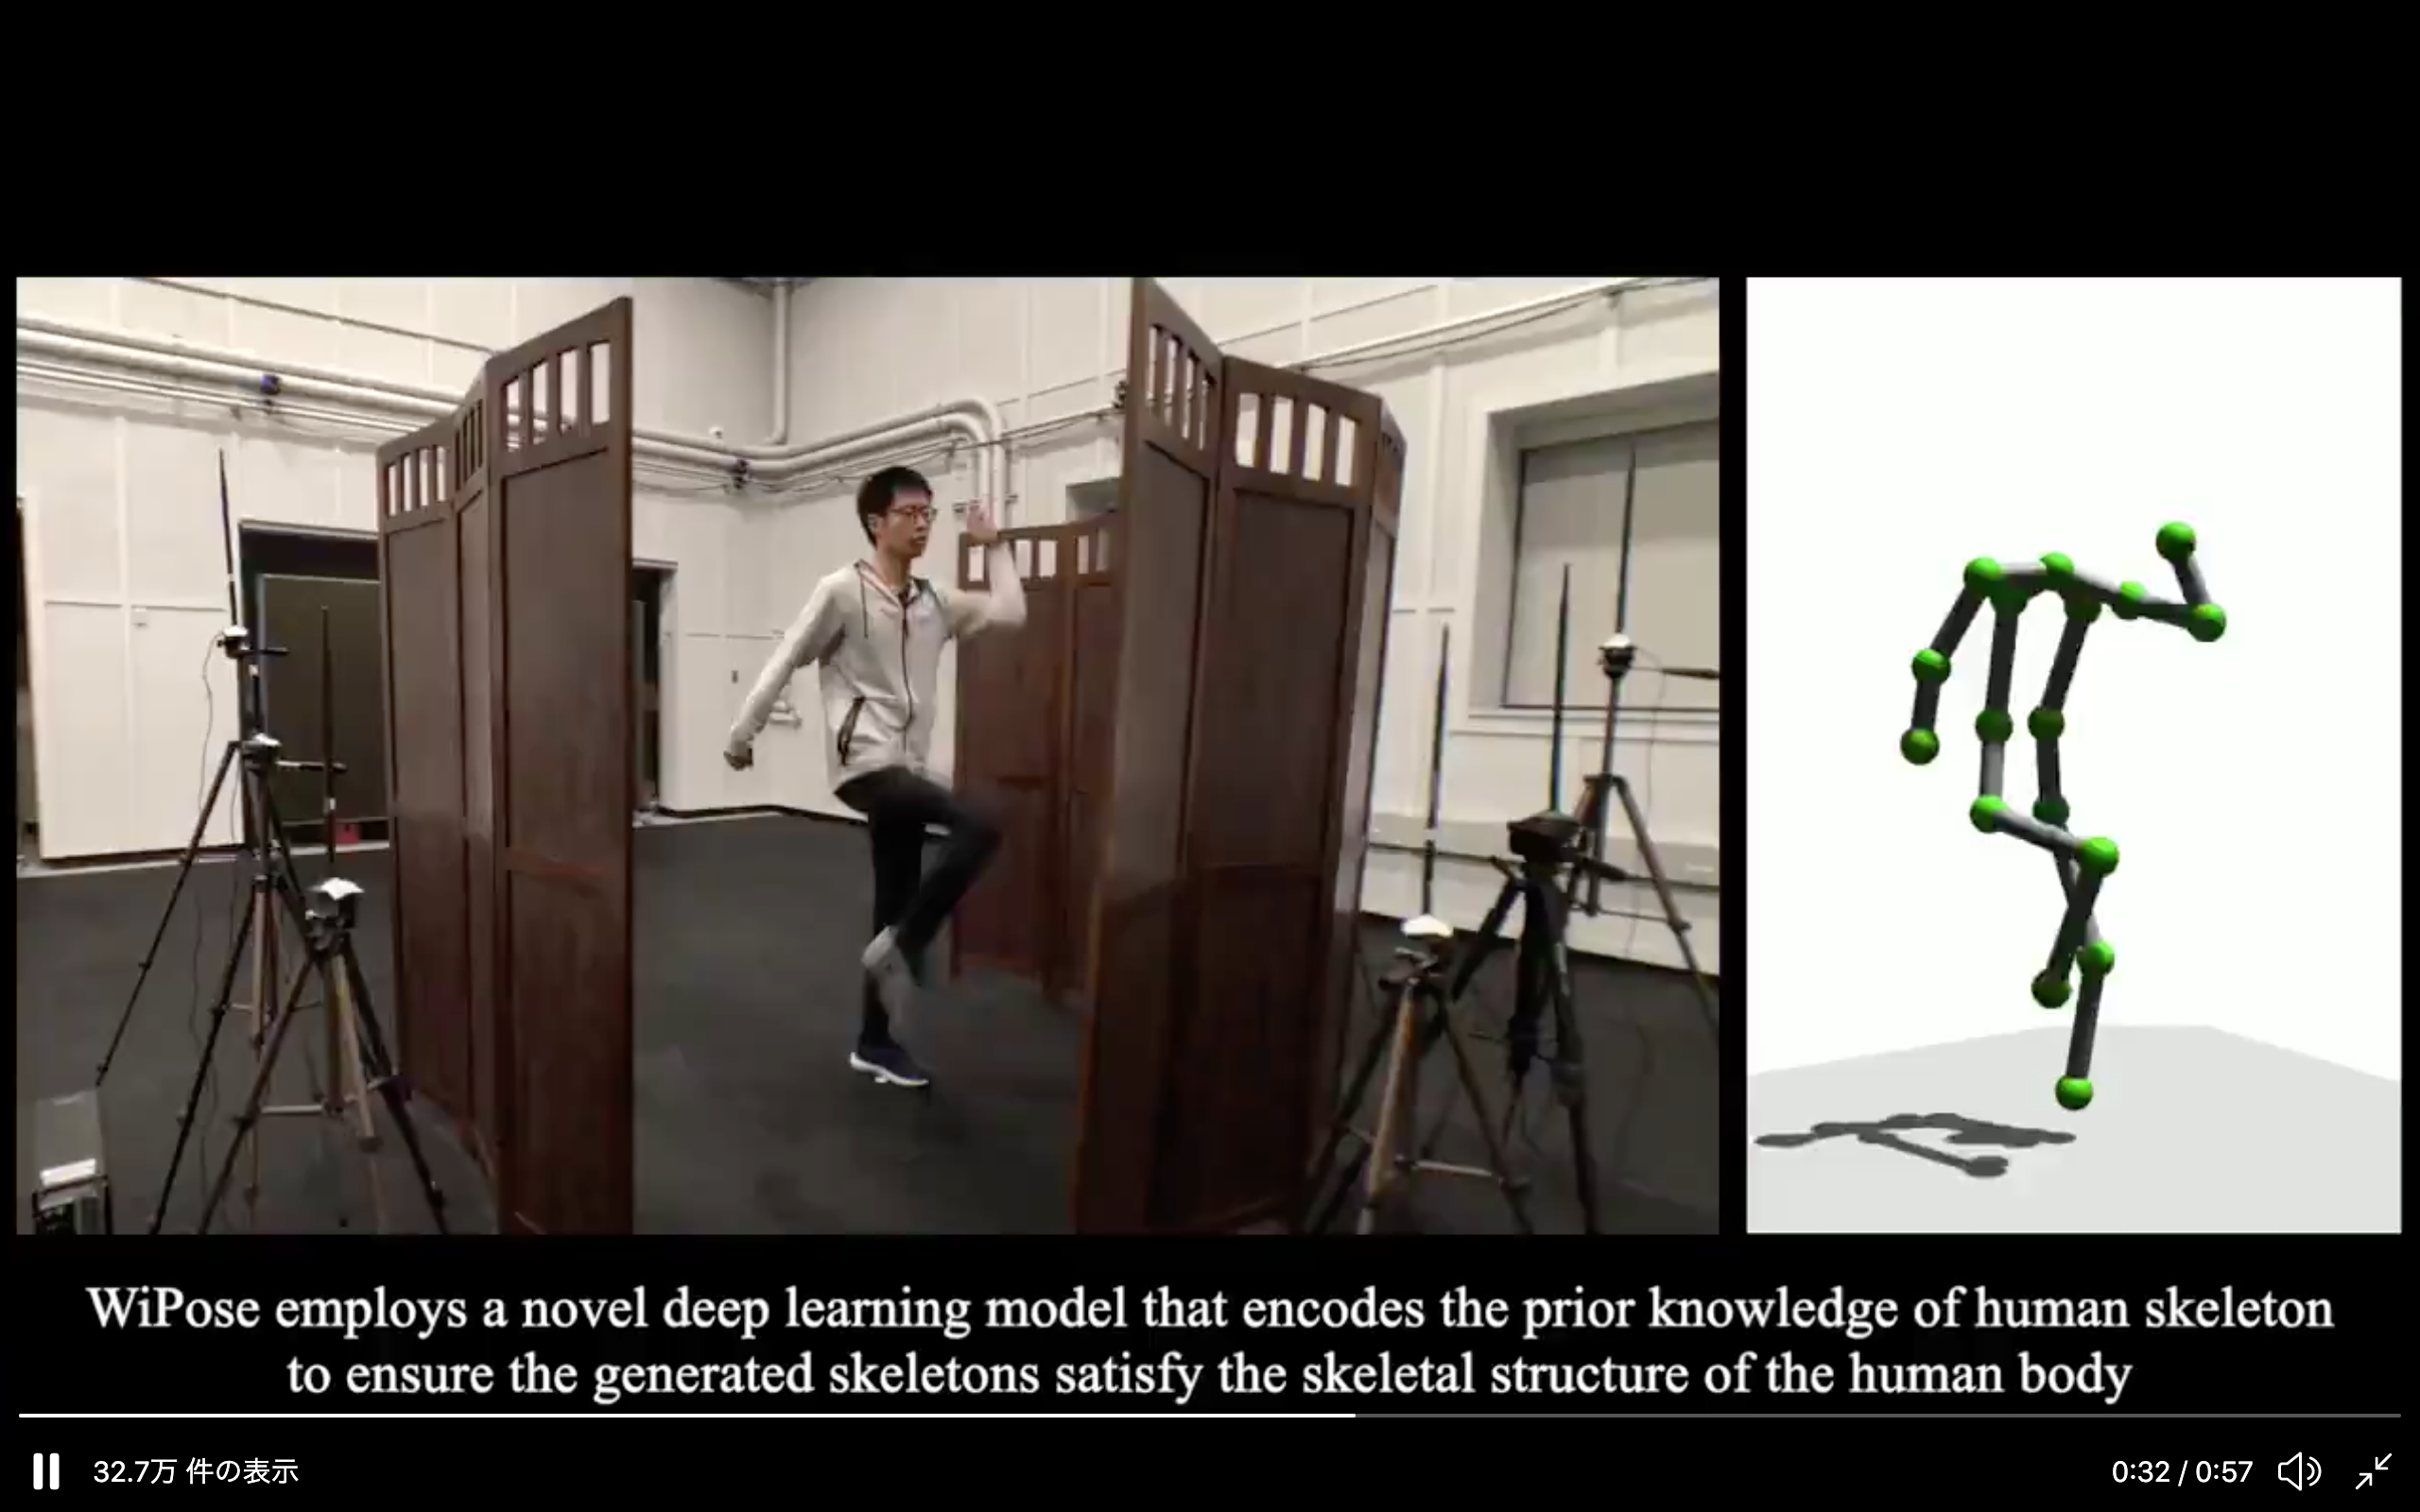 WiPose employs a novel deep learning model that encodes the prior knowledge of human skeleton
to ensure the generated skeletons satisfy the skeletal structure of the human body
32.7万 件の表示
0:32 / 0:57